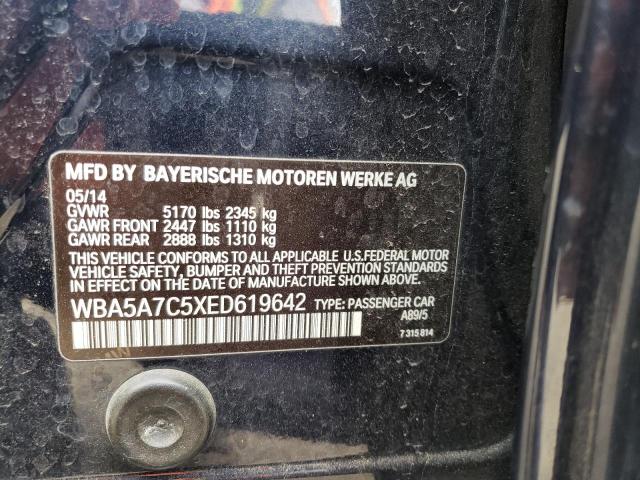 MFD BY BAYERISCHE MOTOREN WERKE AG
05/14
GVWR 5170 lbs 2345 kg
GAWR FRONT 2447 lbs 1110 kg
GAWR REAR 2888 lbs 1310 kg
THIS VEHICLE CONFORMS TO ALL APPLICABLE U.S.FEDERAL MOTOR
VEHICLE SAFETY, BUMPER AND THEFT PREVENTION STANDARDS
IN EFFECT ON THE DATE OF MANUFACTURE SHOWN ABOVE.
WBA5A7C5XED619642 TYPE: PASSENGER CAR
A89/5
7 315 814